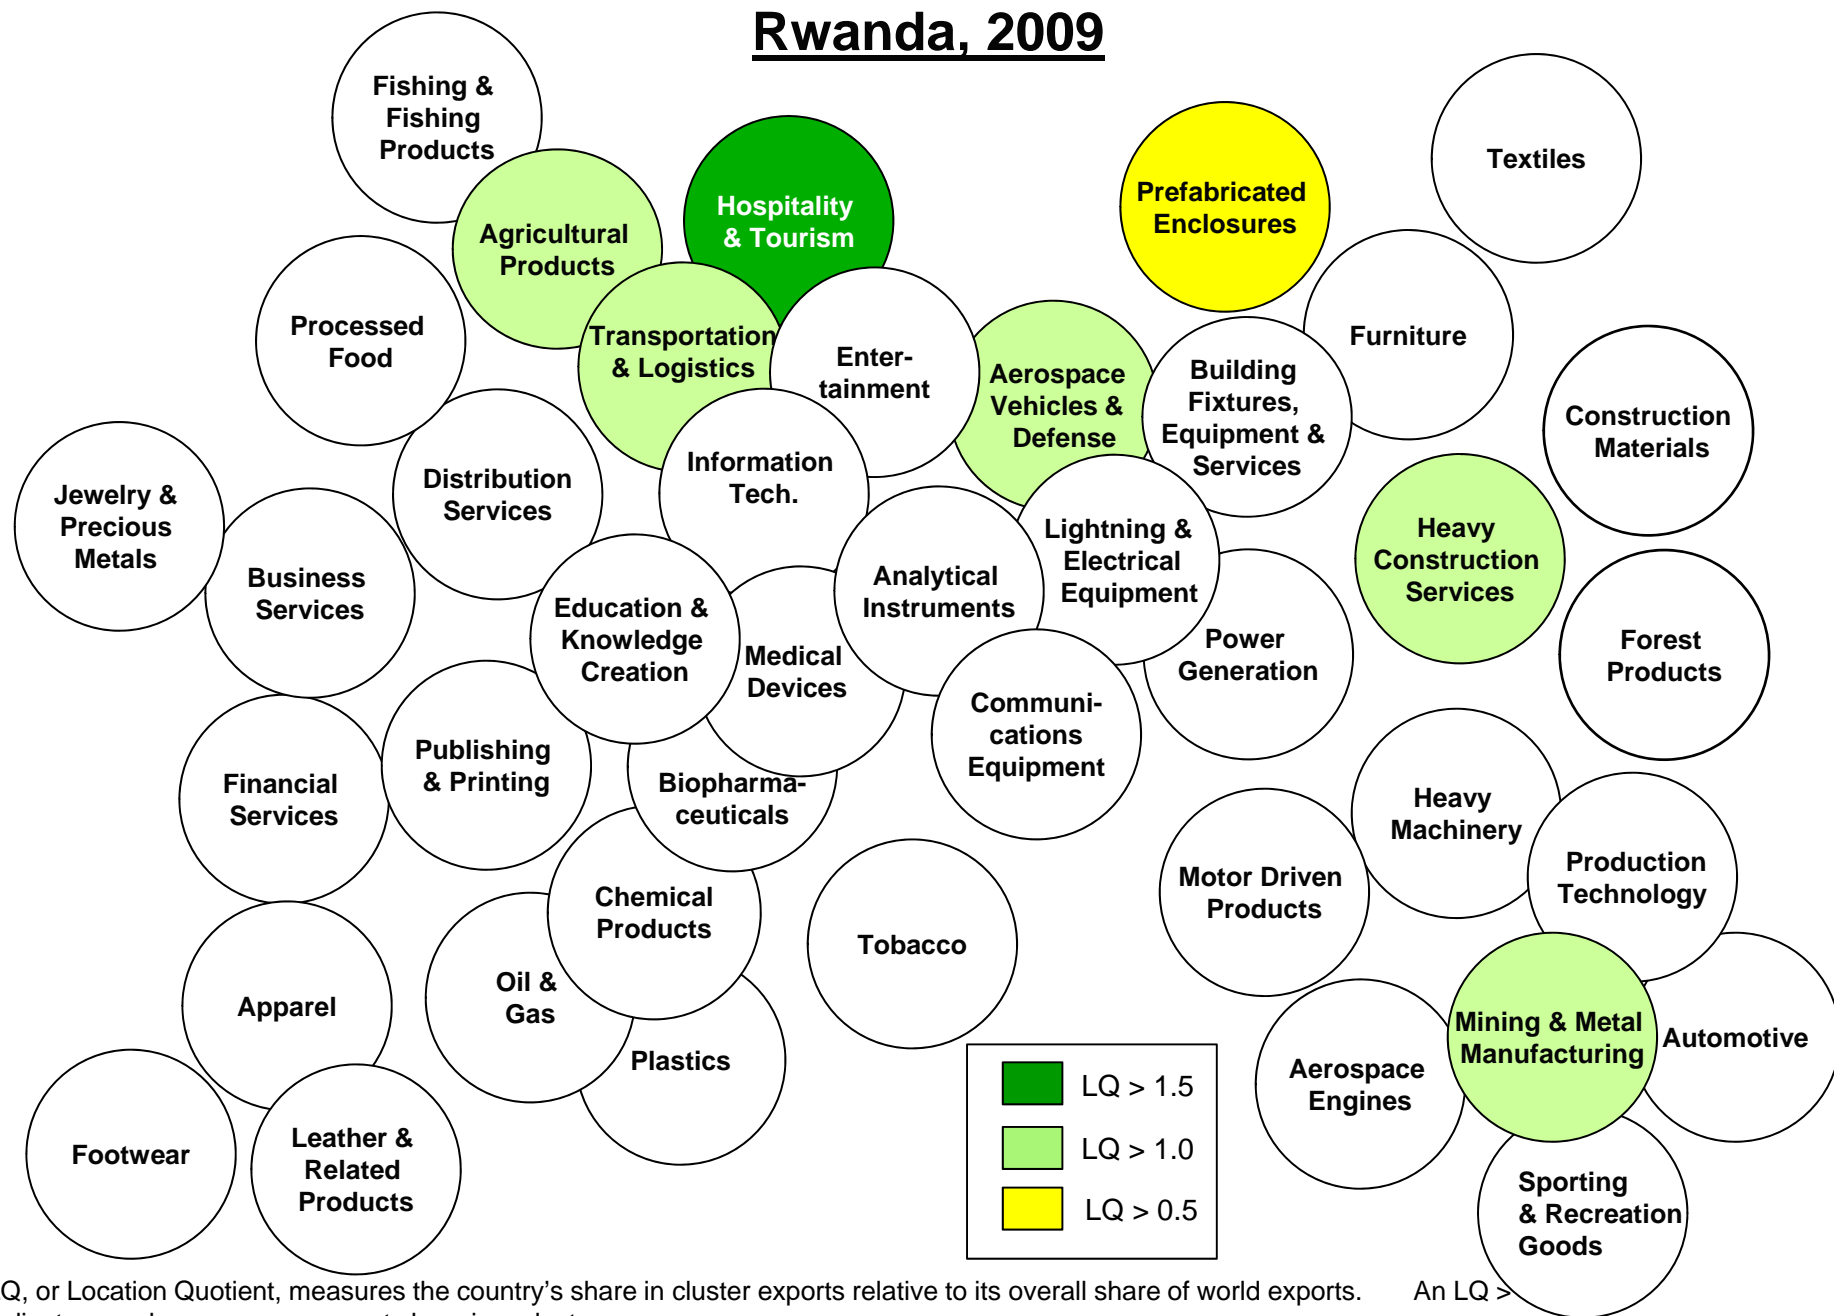 Rwanda, 2009
Fishing &
Fishing
Products
Textiles
Prefabricated
Enclosures
Hospitality
& Tourism
Agricultural
Products
Processed
Food
Transportation
& Logistics
Enter-
tainment
Furniture
Aerospace
Vehicles &
Defense
Building
Fixtures,
Equipment &
Services
Construction
Materials
Jewelry &
Precious
Metals
Distribution
Services
Information
Tech.
Lightning &
Electrical
Equipment
Heavy
Construction
Services
Business
Services
Education &
Knowledge
Creation
Analytical
Instruments
Medical
Devices
Power
Generation
Forest
Products
Communi-
cations
Equipment
Financial
Services
Publishing
& Printing
Biopharma-
ceuticals
Heavy
Machinery
Motor Driven
Products
Production
Technology
Chemical
Products
Tobacco
Apparel
Oil &
Gas
Plastics
Mining & Metal
Manufacturing
Automotive
Aerospace
Engines
Footwear
Leather &
Related
Products
Sporting
& Recreation
Goods
LQ > 1.5
LQ > 1.0
LQ > 0.5
Q, or Location Quotient, measures the country's share in cluster exports relative to its overall share of world exports. An LQ >